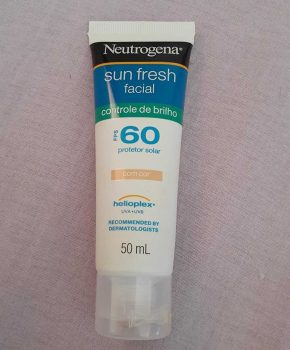 Neutrogena®
sun fresh
facial
controle de brilho
FPS 60
protetor solar
com cor
helioplex®
UVA+UVB
RECOMMENDED BY
DERMATOLOGISTS
50 mL